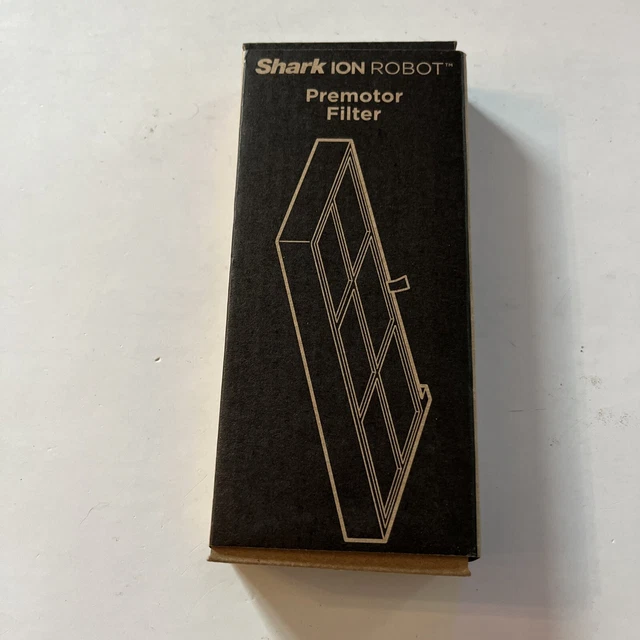 Shark ION ROBOT™
Premotor
Filter